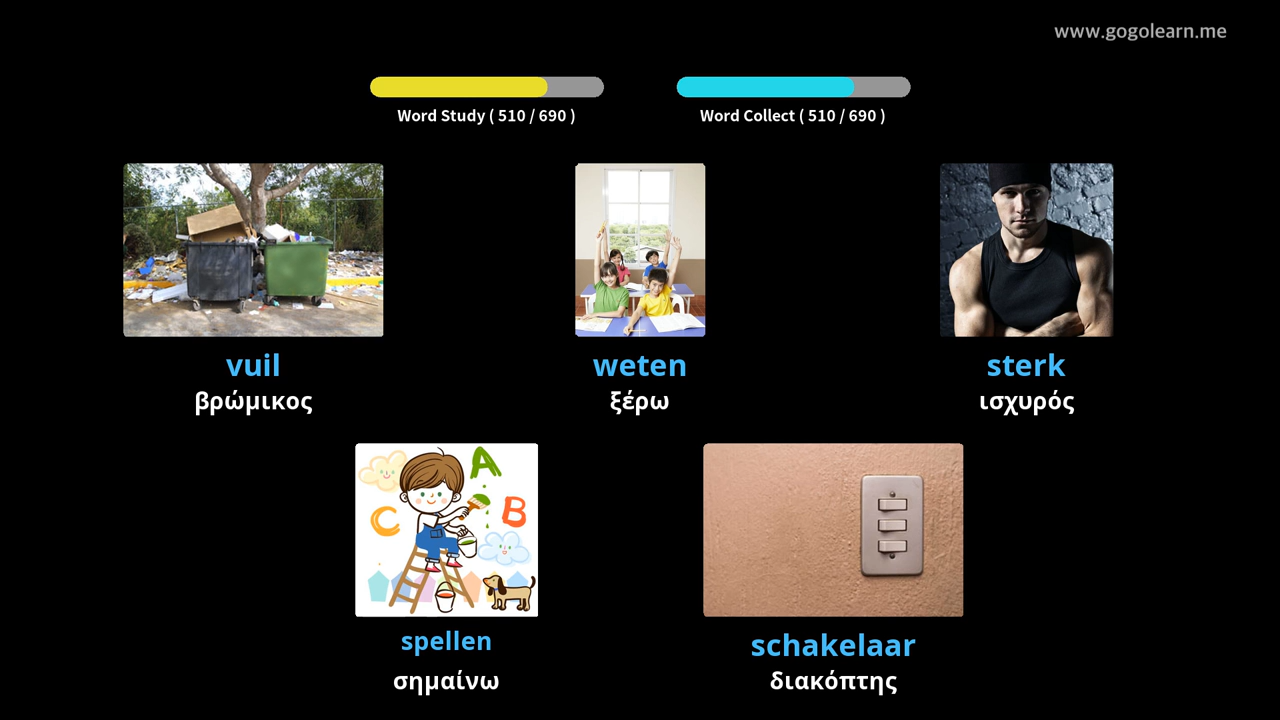 www.gogolearn.me
Word Study ( 510 / 690 )
Word Collect ( 510 / 690 )
vuil
βρώμικος
weten
ξέρω
sterk
ισχυρός
A
B
C
spellen
σημαίνω
schakelaar
διακόπτης